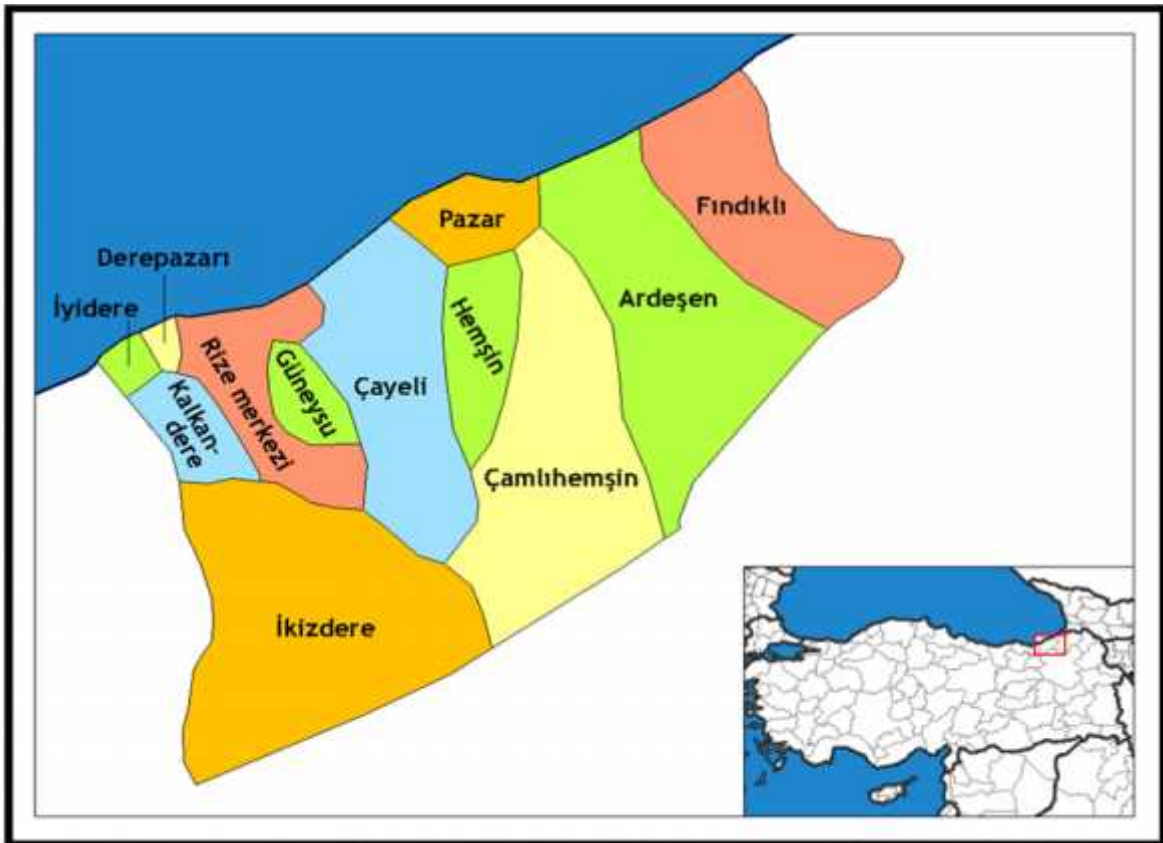 Fındıklı
Pazar
Derepazarı
Ardeşen
İyidere
Hemşin
Rize merkezi
Güneysu
Çayeli
Kalkan-
dere
Çamlıhemşin
İkizdere